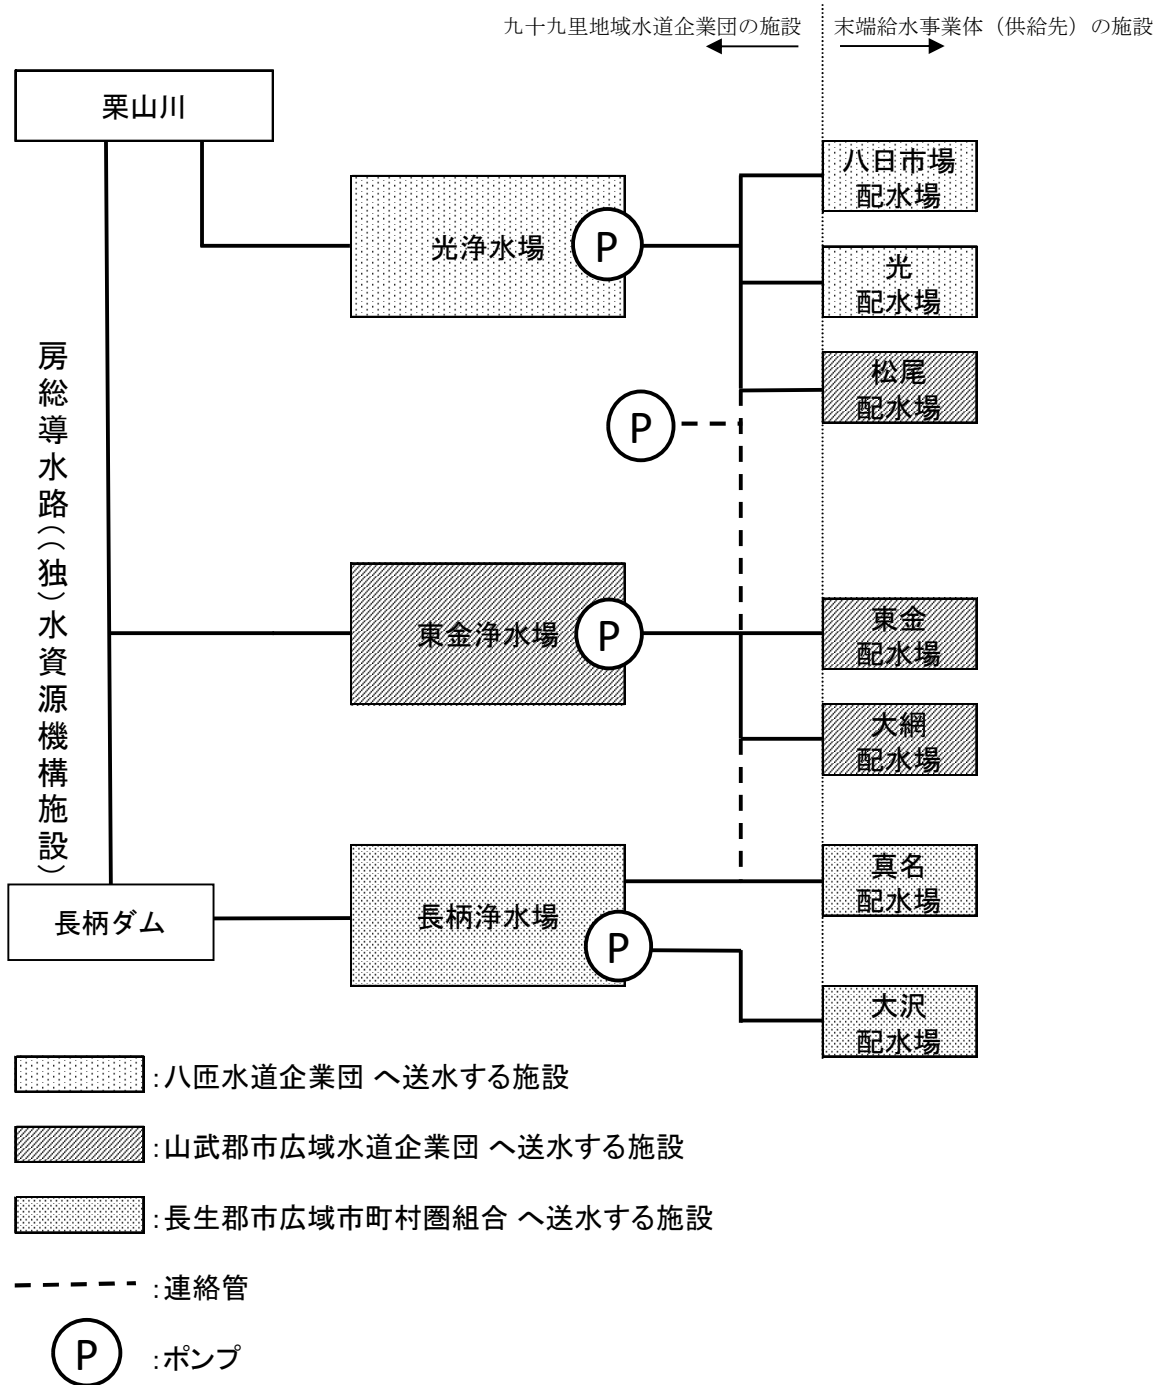 九十九里地域水道企業団の施設
末端給水事業体（供給先）の施設
栗山川
八日市場
配水場
光浄水場
P
光
配水場
松尾
配水場
P
房総導水路((独)水資源機構施設)
東金浄水場
P
東金
配水場
大網
配水場
長柄ダム
長柄浄水場
P
真名
配水場
大沢
配水場
:八匝水道企業団 へ送水する施設
:山武郡市広域水道企業団 へ送水する施設
:長生郡市広域市町村圏組合 へ送水する施設
:連絡管
P
:ポンプ